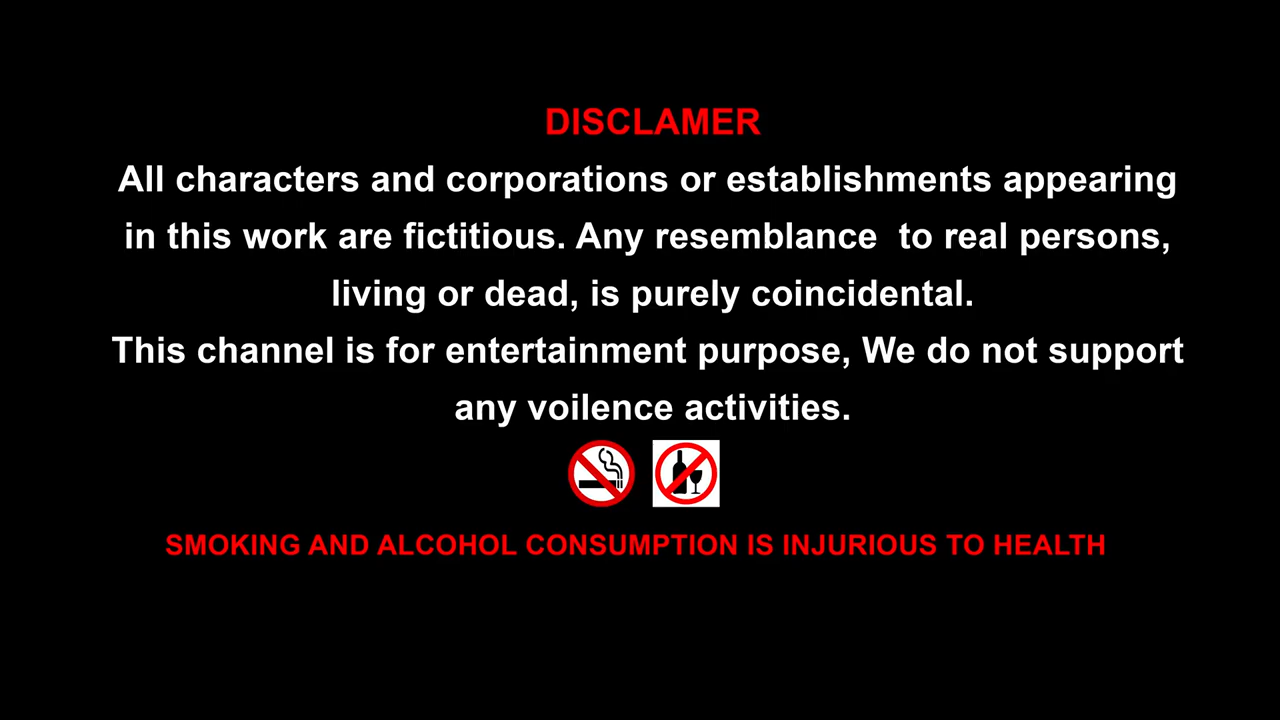 DISCLAMER
All characters and corporations or establishments appearing
in this work are fictitious. Any resemblance  to real persons,
living or dead, is purely coincidental.
This channel is for entertainment purpose, We do not support
any voilence activities.
SMOKING AND ALCOHOL CONSUMPTION IS INJURIOUS TO HEALTH